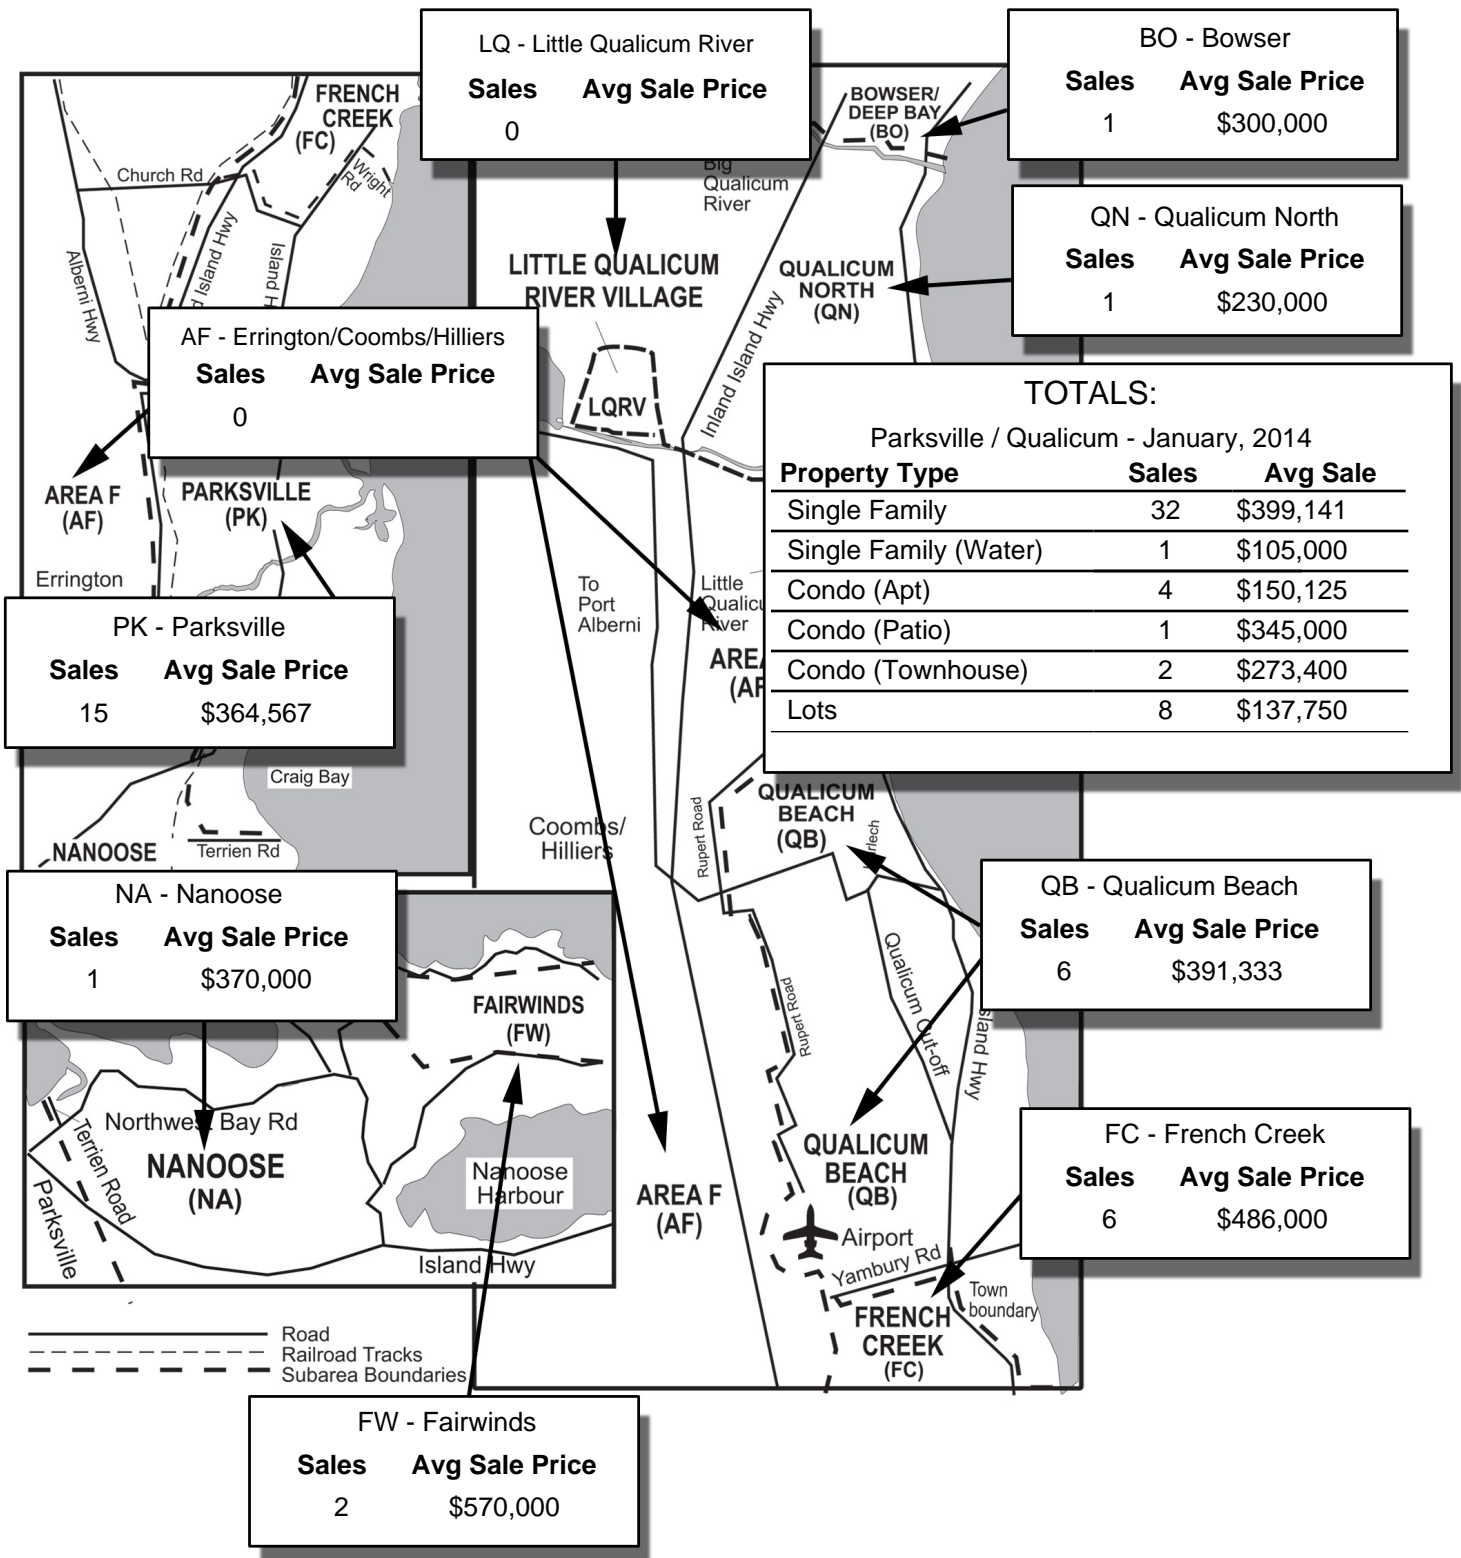 LQ - Little Qualicum River
Sales Avg Sale Price
0
BO - Bowser
Sales Avg Sale Price
1 $300,000
QN - Qualicum North
Sales Avg Sale Price
1 $230,000
FRENCH
CREEK
(FC)
Church Rd
Wright
Rd
Alberni Hwy
Island Hwy
Island
BOWSER/
DEEP BAY
(BO)
Big
Qualicum
River
LITTLE QUALICUM
RIVER VILLAGE
QUALICUM
NORTH
(QN)
Inland Island Hwy
LQRV
AF - Errington/Coombs/Hilliers
Sales Avg Sale Price
0
TOTALS:
Parksville / Qualicum - January, 2014
Property Type Sales Avg Sale
Single Family 32 $399,141
Single Family (Water) 1 $105,000
Condo (Apt) 4 $150,125
Condo (Patio) 1 $345,000
Condo (Townhouse) 2 $273,400
Lots 8 $137,750
AREA F
(AF)
PARKSVILLE
(PK)
Errington
To
Port
Alberni
Little
River
PK - Parksville
Sales Avg Sale Price
15 $364,567
Craig Bay
NANOOSE
Terrien Rd
Coombs/
Hilliers
Rupert Road
QUALICUM
BEACH
(QB)
NA - Nanoose
Sales Avg Sale Price
1 $370,000
QB - Qualicum Beach
Sales Avg Sale Price
6 $391,333
Qualicum Cut-off
Rupert Road
Hwy
FAIRWINDS
(FW)
Northwest Bay Rd
Terrien Road
Parksville
NANOOSE
(NA)
Nanoose
Harbour
Island Hwy
AREA F
(AF)
QUALICUM
BEACH
(QB)
Airport
Yambury Rd
FC - French Creek
Sales Avg Sale Price
6 $486,000
Town
boundary
FRENCH
CREEK
(FC)
Road
Railroad Tracks
Subarea Boundaries
FW - Fairwinds
Sales Avg Sale Price
2 $570,000